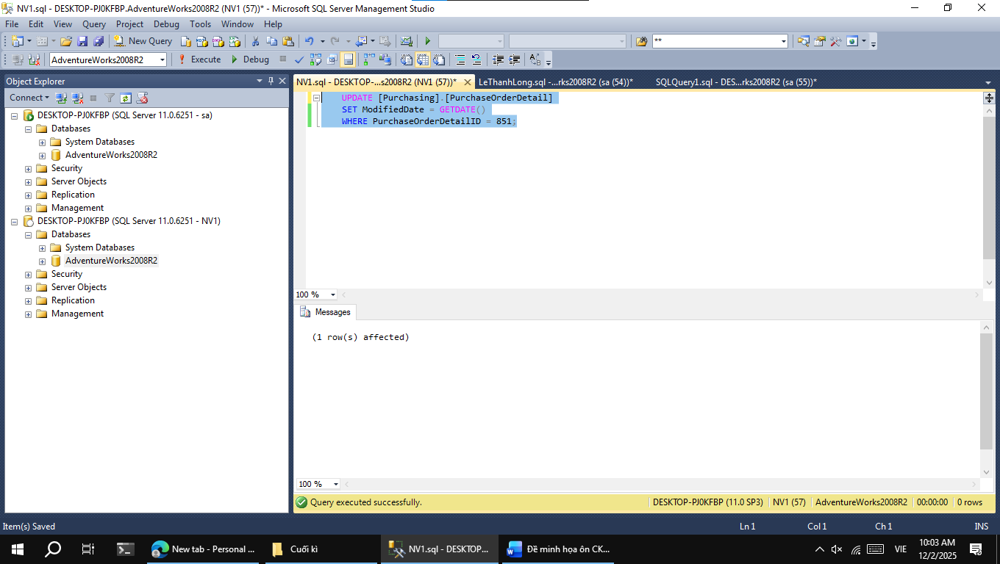 NV1.sql - DESKTOP-PJ0KFBP.AdventureWorks2008R2 (NV1 (57))* - Microsoft SQL Server Management Studio
File Edit View Query Project Debug Tools Window Help
New Query **
AdventureWorks2008R2 Execute Debug
Object Explorer
Connect
DESKTOP-PJ0KFBP (SQL Server 11.0.6251 - sa)
Databases
System Databases
AdventureWorks2008R2
Security
Server Objects
Replication
Management
DESKTOP-PJ0KFBP (SQL Server 11.0.6251 - NV1)
Databases
System Databases
AdventureWorks2008R2
Security
Server Objects
Replication
Management
NV1.sql - DESKTOP-...s2008R2 (NV1 (57))* LeThanhLong.sql -...rks2008R2 (sa (54))* SQLQuery1.sql - DES...rks2008R2 (sa (55))*
UPDATE [Purchasing].[PurchaseOrderDetail]
SET ModifiedDate = GETDATE()
WHERE PurchaseOrderDetailID = 851;
100 %
Messages
(1 row(s) affected)
100 %
Query executed successfully. DESKTOP-PJ0KFBP (11.0 SP3) NV1 (57) AdventureWorks2008R2 00:00:00 0 rows
Item(s) Saved Ln 1 Col 1 Ch 1 INS
New tab - Personal ... Cuối kì NV1.sql - DESKTOP... Đề minh họa ôn CK... VIE 10:03 AM
12/2/2025